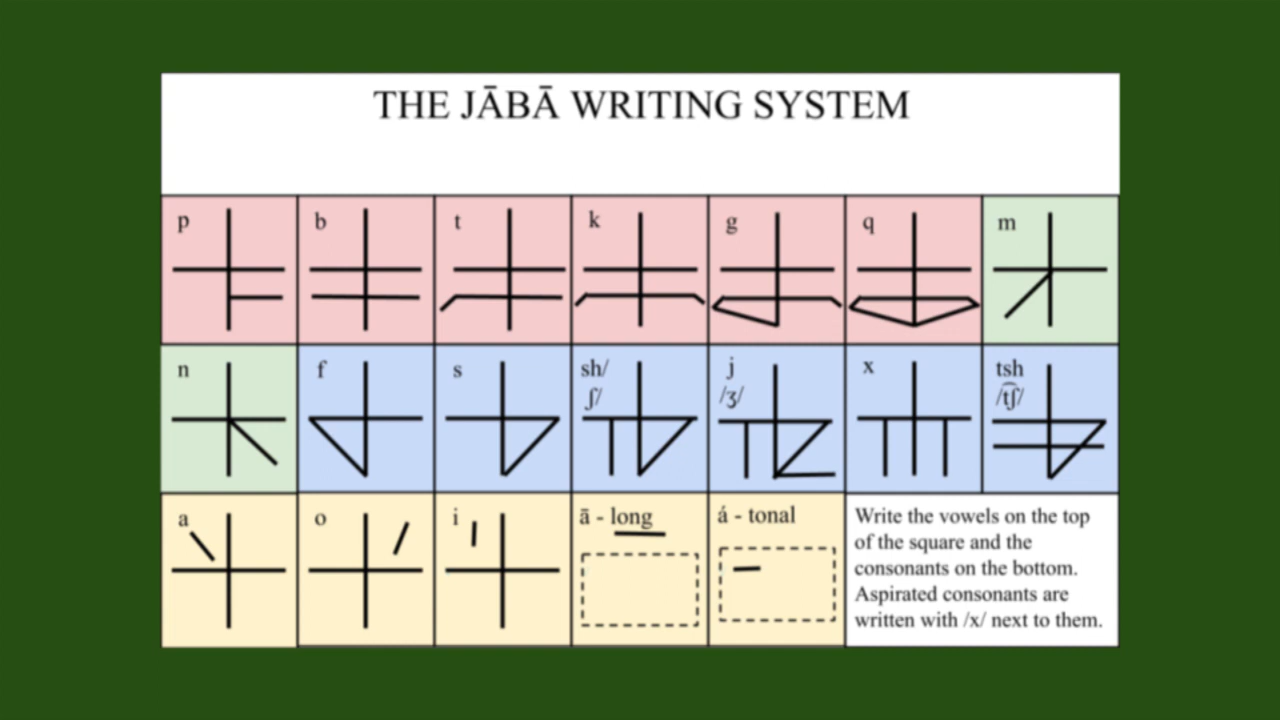 THE JĀBĀ WRITING SYSTEM
p b t k g q m
n f s sh/ j x tsh
/ʃ/ /ʒ/ /t͡ʃ/
a o i ā - long á - tonal
Write the vowels on the top
of the square and the
consonants on the bottom.
Aspirated consonants are
written with /x/ next to them.